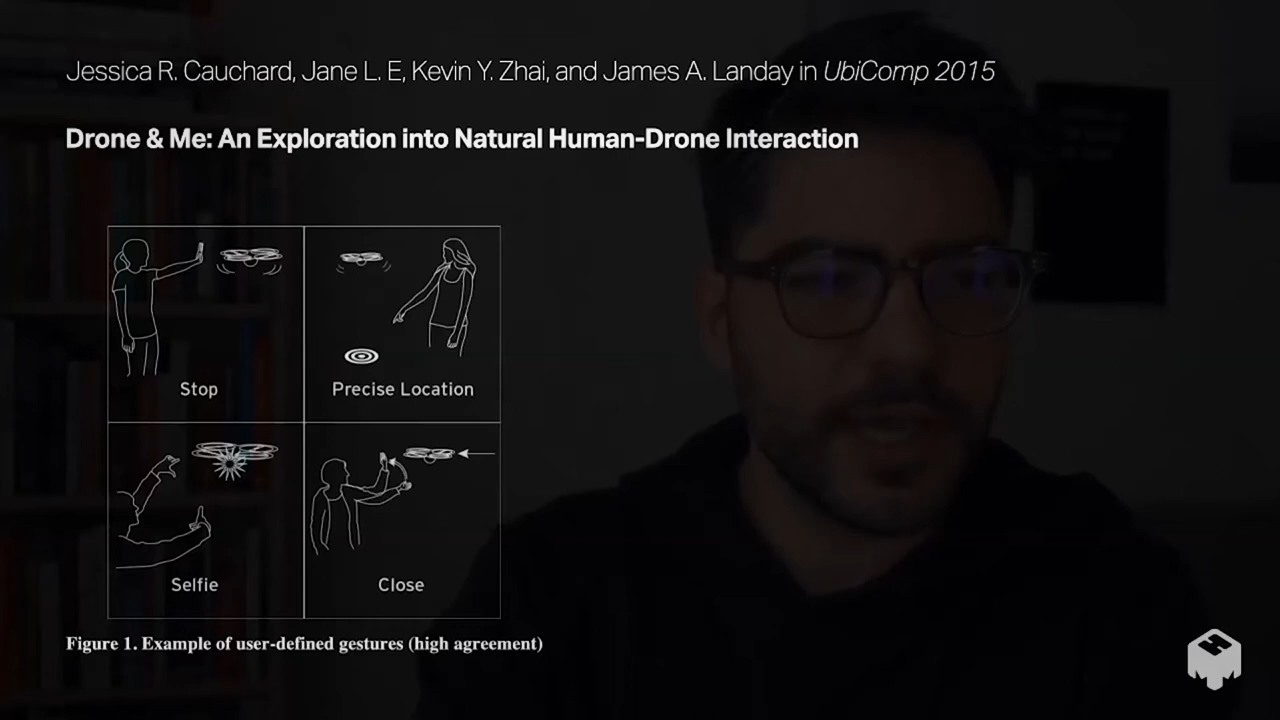 Jessica R. Cauchard, Jane L. E, Kevin Y. Zhai, and James A. Landay in UbiComp 2015
Drone & Me: An Exploration into Natural Human-Drone Interaction
Stop
Precise Location
Selfie
Close
Figure 1. Example of user-defined gestures (high agreement)